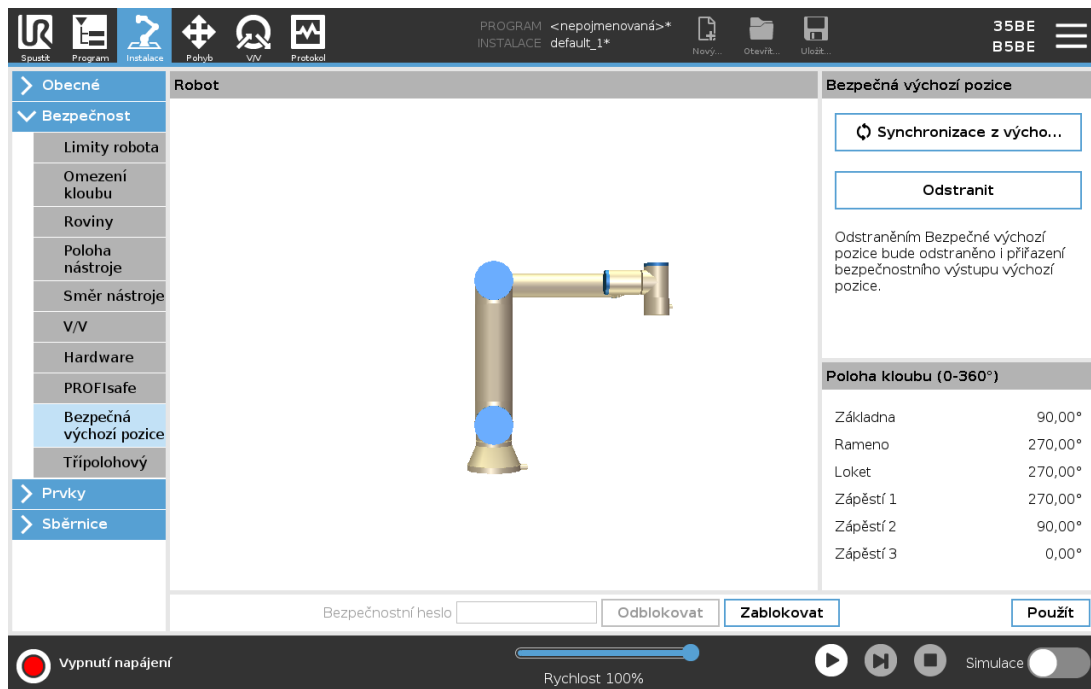 Spustit
Program
Instalace
Pohyb
V/V
Protokol
PROGRAM <nepojmenovaná>*
INSTALACE default_1*
Nový...
Otevřít...
Uložit...
35BE
B5BE
Obecné
Bezpečnost
Limity robota
Omezení
kloubu
Roviny
Poloha
nástroje
Směr nástroje
V/V
Hardware
PROFIsafe
Bezpečná
výchozí pozice
Třípolohový
Prvky
Sběrnice
Robot
Bezpečná výchozí pozice
Synchronizace z výcho...
Odstranit
Odstraněním Bezpečné výchozí
pozice bude odstraněno i přiřazení
bezpečnostního výstupu výchozí
pozice.
Poloha kloubu (0-360°)
Základna 90,00°
Rameno 270,00°
Loket 270,00°
Zápěstí 1 270,00°
Zápěstí 2 90,00°
Zápěstí 3 0,00°
Bezpečnostní heslo
Odblokovat
Zablokovat
Použít
Vypnutí napájení
Rychlost 100%
Simulace